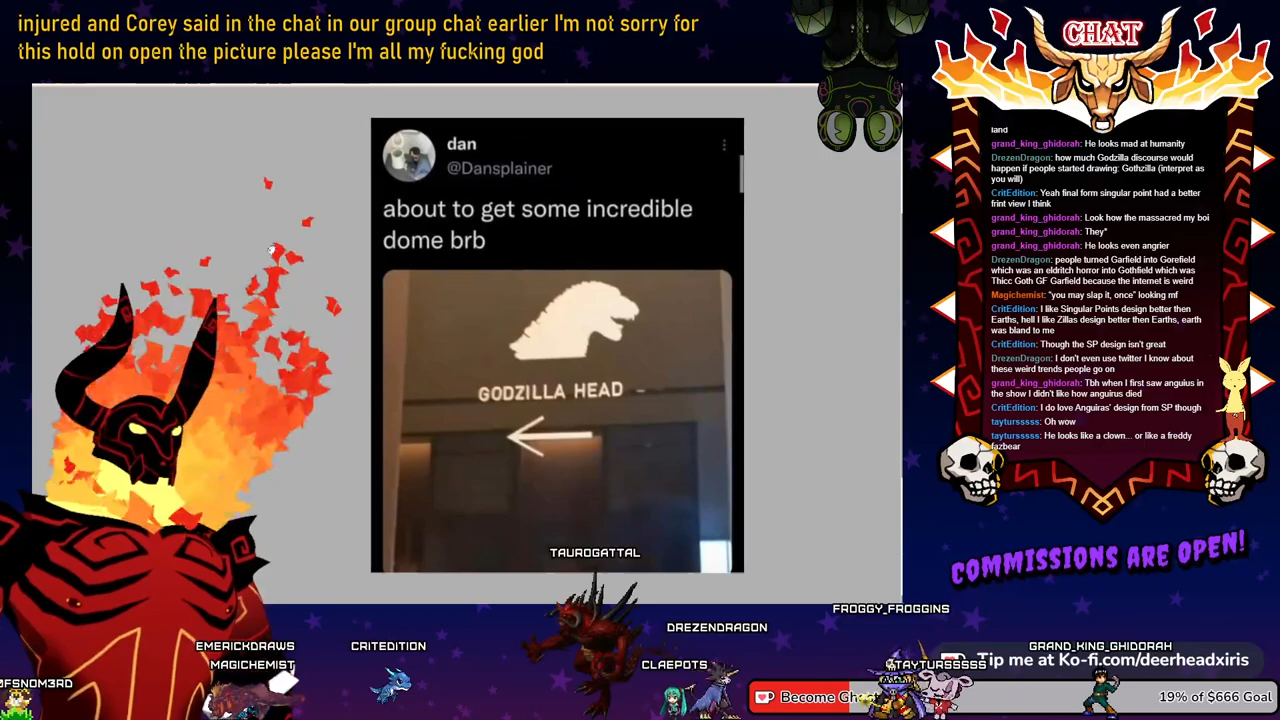 injured and Corey said in the chat in our group chat earlier I'm not sorry for
this hold on open the picture please I'm all my fucking god
dan
@Dansplainer
about to get some incredible
dome brb
GODZILLA HEAD
CHAT
land
grand_king_ghidorah: He looks mad at humanity
DrezenDragon: how much Godzilla discourse would
happen if people started drawing: Gothzilla (interpret as
you will)
CritEdition: Yeah final form singular point had a better
frint view I think
grand_king_ghidorah: Look how the massacred my boi
grand_king_ghidorah: They*
grand_king_ghidorah: He looks even angrier
DrezenDragon: people turned Garfield into Gorefield
which was an eldritch horror into Gothfield which was
Thicc Goth GF Garfield because the internet is weird
Magichemist: "you may slap it, once" looking mf
CritEdition: I like Singular Points design better then
Earths, hell I like Zillas design better then Earths, earth
was bland to me
CritEdition: Though the SP design isn't great
DrezenDragon: I don't even use twitter I know about
these weird trends people go on
grand_king_ghidorah: Tbh when I first saw anguius in
the show I didn't like how anguirus died
CritEdition: I do love Anguiras' design from SP though
taytursssss: Oh wow
taytursssss: He looks like a clown... or like a freddy
fazbear
COMMISSIONS ARE OPEN!
TAUROGATTAL
FROGGY_FROGGINS
DREZENDRAGON
EMERICKDRAWS
CRITEDITION
GRAND_KING_GHIDORAH
MAGICHEMIST
CLAEPOTS
TAYTURSSSSS
Tip me at Ko-fi.com/deerheadxiris
FSNOM3RD
Become Gh
19% of $666 Goal